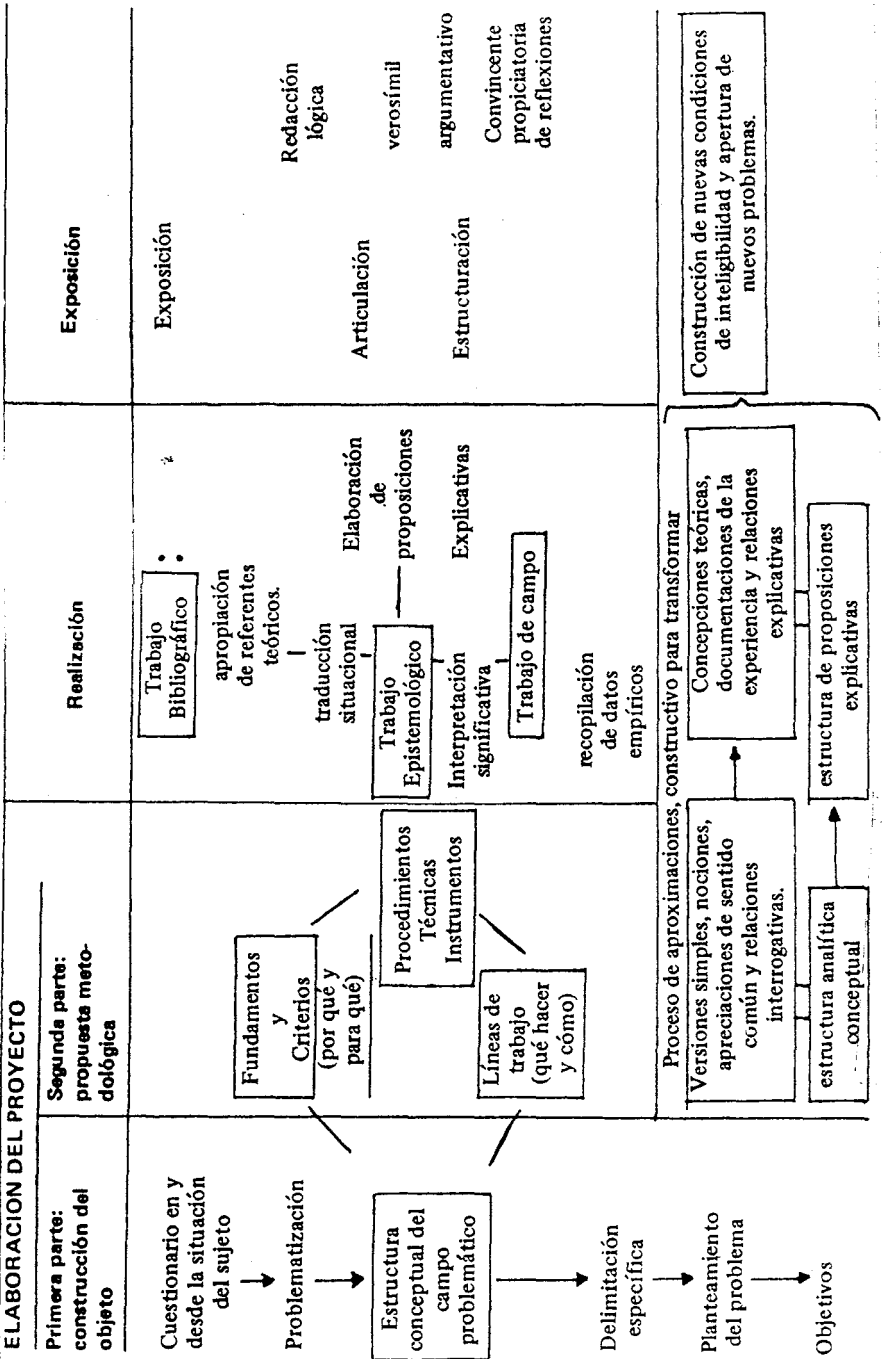 ELABORACION DEL PROYECTO
Primera parte:
construcción del
objeto
Segunda parte:
propuesta meto-
dológica
Realización
Exposición
Cuestionario en y
desde la situación
del sujeto
Problematización
Estructura
conceptual del
campo
problemático
Delimitación
específica
Planteamiento
del problema
Objetivos
Fundamentos
y
Criterios
(por qué y
para qué)
Procedimientos
Técnicas
Instrumentos
Líneas de
trabajo
(qué hacer
y cómo)
Trabajo
Bibliográfico :
apropiación
de referentes
teóricos.
traducción
situacional
Trabajo
Epistemológico
Elaboración
de
proposiciones
Explicativas
Interpretación
significativa
Trabajo de campo
recopilación
de datos
empíricos
Exposición
Articulación
Estructuración
Redacción
lógica
verosímil
argumentativo
Convincente
propiciatoria
de reflexiones
Proceso de aproximaciones, constructivo para transformar
Versiones simples, nociones,
apreciaciones de sentido
común y relaciones
interrogativas.
estructura analítica
conceptual
Concepciones teóricas,
documentaciones de la
experiencia y relaciones
explicativas
estructura de proposiciones
explicativas
Construcción de nuevas condiciones
de inteligibilidad y apertura de
nuevos problemas.